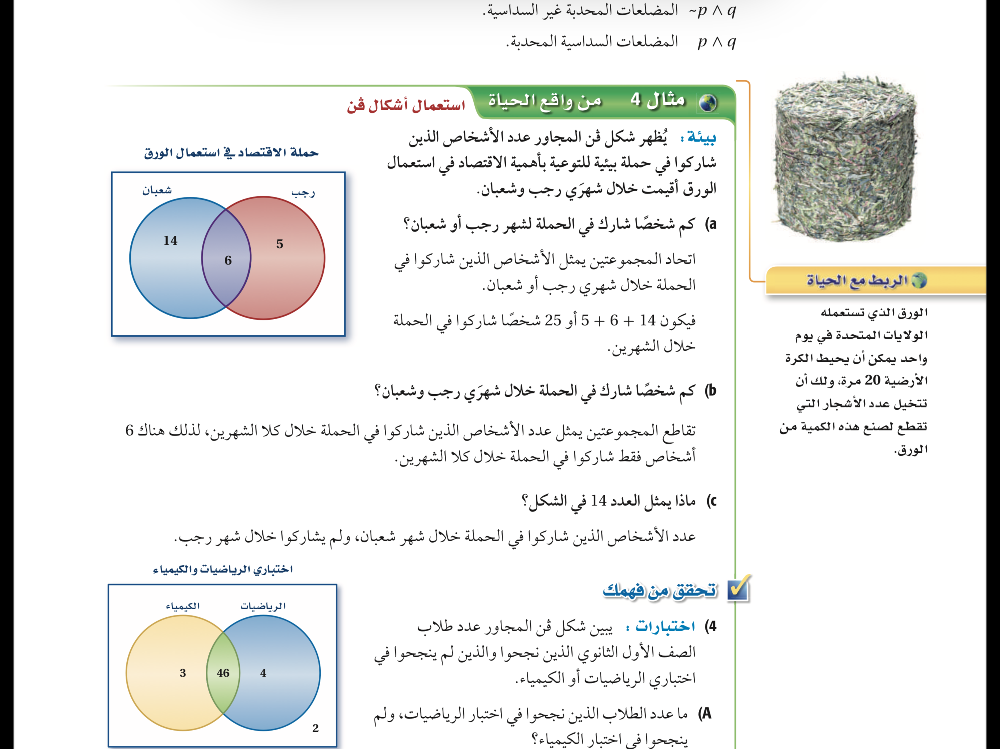 ~p ∧ q المضلعات المحدبة غير السداسية.
p ∧ q المضلعات السداسية المحدبة.
مثال 4 من واقع الحياة استعمال أشكال ڤن
بيئة: يُظهر شكل ڤن المجاور عدد الأشخاص الذين
شاركوا في حملة بيئية للتوعية بأهمية الاقتصاد في استعمال
الورق أقيمت خلال شهرَي رجب وشعبان.
حملة الاقتصاد في استعمال الورق
رجب
شعبان
5
6
14
a) كم شخصًا شارك في الحملة لشهر رجب أو شعبان؟
اتحاد المجموعتين يمثل الأشخاص الذين شاركوا في
الحملة خلال شهري رجب أو شعبان.
فيكون 14 + 6 + 5 أو 25 شخصًا شاركوا في الحملة
خلال الشهرين.
b) كم شخصًا شارك في الحملة خلال شهرَي رجب وشعبان؟
تقاطع المجموعتين يمثل عدد الأشخاص الذين شاركوا في الحملة خلال كلا الشهرين، لذلك هناك 6
أشخاص فقط شاركوا في الحملة خلال كلا الشهرين.
c) ماذا يمثل العدد 14 في الشكل؟
عدد الأشخاص الذين شاركوا في الحملة خلال شهر شعبان، ولم يشاركوا خلال شهر رجب.
الربط مع الحياة
الورق الذي تستعمله
الولايات المتحدة في يوم
واحد يمكن أن يحيط الكرة
الأرضية 20 مرة، ولك أن
تتخيل عدد الأشجار التي
تقطع لصنع هذه الكمية من
الورق.
تحقق من فهمك
4) اختبارات: يبين شكل ڤن المجاور عدد طلاب
الصف الأول الثانوي الذين نجحوا والذين لم ينجحوا في
اختباري الرياضيات أو الكيمياء.
A) ما عدد الطلاب الذين نجحوا في اختبار الرياضيات، ولم
ينجحوا في اختبار الكيمياء؟
اختباري الرياضيات والكيمياء
الرياضيات
الكيمياء
4
46
3
2